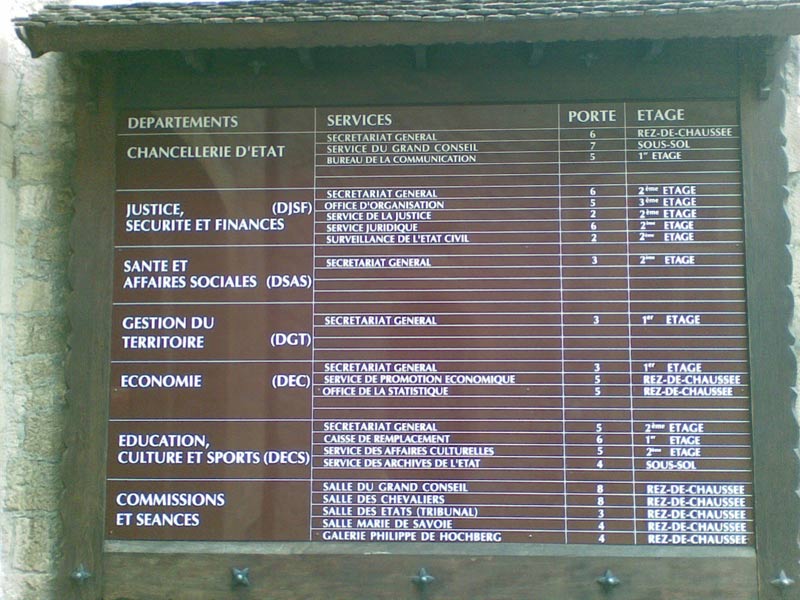 DEPARTEMENTS SERVICES PORTE ETAGE
CHANCELLERIE D'ETAT
SECRETARIAT GENERAL 6 REZ-DE-CHAUSSEE
SERVICE DU GRAND CONSEIL 7 SOUS-SOL
BUREAU DE LA COMMUNICATION 5 1er ETAGE
JUSTICE, (DJSF)
SECURITE ET FINANCES
SECRETARIAT GENERAL 6 2ème ETAGE
OFFICE D'ORGANISATION 5 3ème ETAGE
SERVICE DE LA JUSTICE 2 2ème ETAGE
SERVICE JURIDIQUE 6 2ème ETAGE
SURVEILLANCE DE L'ETAT CIVIL 2 2ème ETAGE
SANTE ET
AFFAIRES SOCIALES (DSAS)
SECRETARIAT GENERAL 3 2ème ETAGE
GESTION DU
TERRITOIRE (DGT)
SECRETARIAT GENERAL 3 1er ETAGE
ECONOMIE (DEC)
SECRETARIAT GENERAL 3 1er ETAGE
SERVICE DE PROMOTION ECONOMIQUE 5 REZ-DE-CHAUSSEE
OFFICE DE LA STATISTIQUE 5 REZ-DE-CHAUSSEE
EDUCATION,
CULTURE ET SPORTS (DECS)
SECRETARIAT GENERAL 5 2ème ETAGE
CAISSE DE REMPLACEMENT 6 1er ETAGE
SERVICE DES AFFAIRES CULTURELLES 5 2ème ETAGE
SERVICE DES ARCHIVES DE L'ETAT 4 SOUS-SOL
COMMISSIONS
ET SEANCES
SALLE DU GRAND CONSEIL 8 REZ-DE-CHAUSSEE
SALLE DES CHEVALIERS 8 REZ-DE-CHAUSSEE
SALLE DES ETATS (TRIBUNAL) 3 REZ-DE-CHAUSSEE
SALLE MARIE DE SAVOIE 4 REZ-DE-CHAUSSEE
GALERIE PHILIPPE DE HOCHBERG 4 REZ-DE-CHAUSSEE